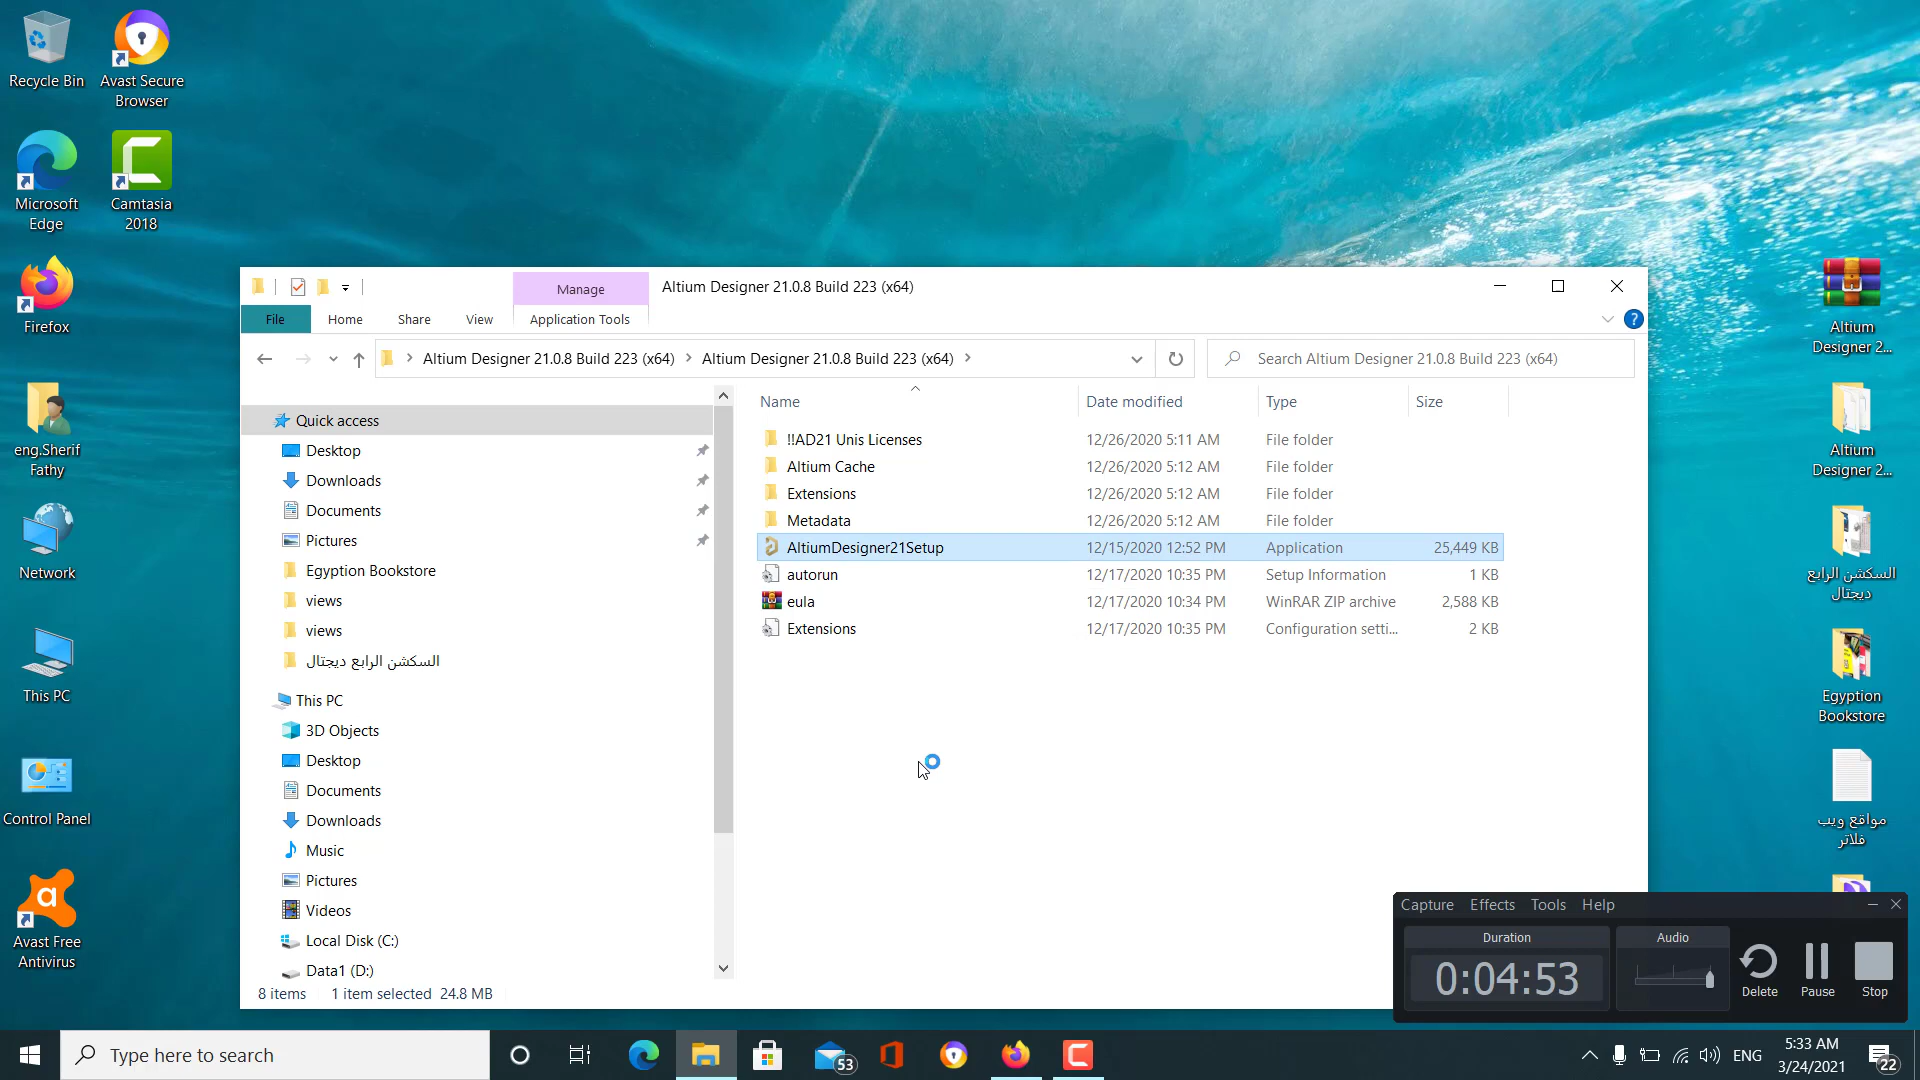 Recycle Bin
Avast Secure
Browser
Microsoft
Edge
Camtasia
2018
Firefox
eng.Sherif
Fathy
Network
This PC
Control Panel
Avast Free
Antivirus
Manage
Altium Designer 21.0.8 Build 223 (x64)
File
Home
Share
View
Application Tools
Altium Designer 21.0.8 Build 223 (x64)
Altium Designer 21.0.8 Build 223 (x64)
Search Altium Designer 21.0.8 Build 223 (x64)
Quick access
Desktop
Downloads
Documents
Pictures
Egyption Bookstore
views
views
السكشن الرابع ديجتال
This PC
3D Objects
Desktop
Documents
Downloads
Music
Pictures
Videos
Local Disk (C:)
Data1 (D:)
Name Date modified Type Size
!!AD21 Unis Licenses 12/26/2020 5:11 AM File folder
Altium Cache 12/26/2020 5:12 AM File folder
Extensions 12/26/2020 5:12 AM File folder
Metadata 12/26/2020 5:12 AM File folder
AltiumDesigner21Setup 12/15/2020 12:52 PM Application 25,449 KB
autorun 12/17/2020 10:35 PM Setup Information 1 KB
eula 12/17/2020 10:34 PM WinRAR ZIP archive 2,588 KB
Extensions 12/17/2020 10:35 PM Configuration setti... 2 KB
8 items 1 item selected 24.8 MB
Altium
Designer 2...
Altium
Designer 2...
السكشن الرابع
ديجتال
Egyption
Bookstore
مواقع ويب
فلاتر
Capture Effects Tools Help
Duration
0:04:53
Audio
Delete
Pause
Stop
Type here to search
53
ENG
5:33 AM
3/24/2021
22